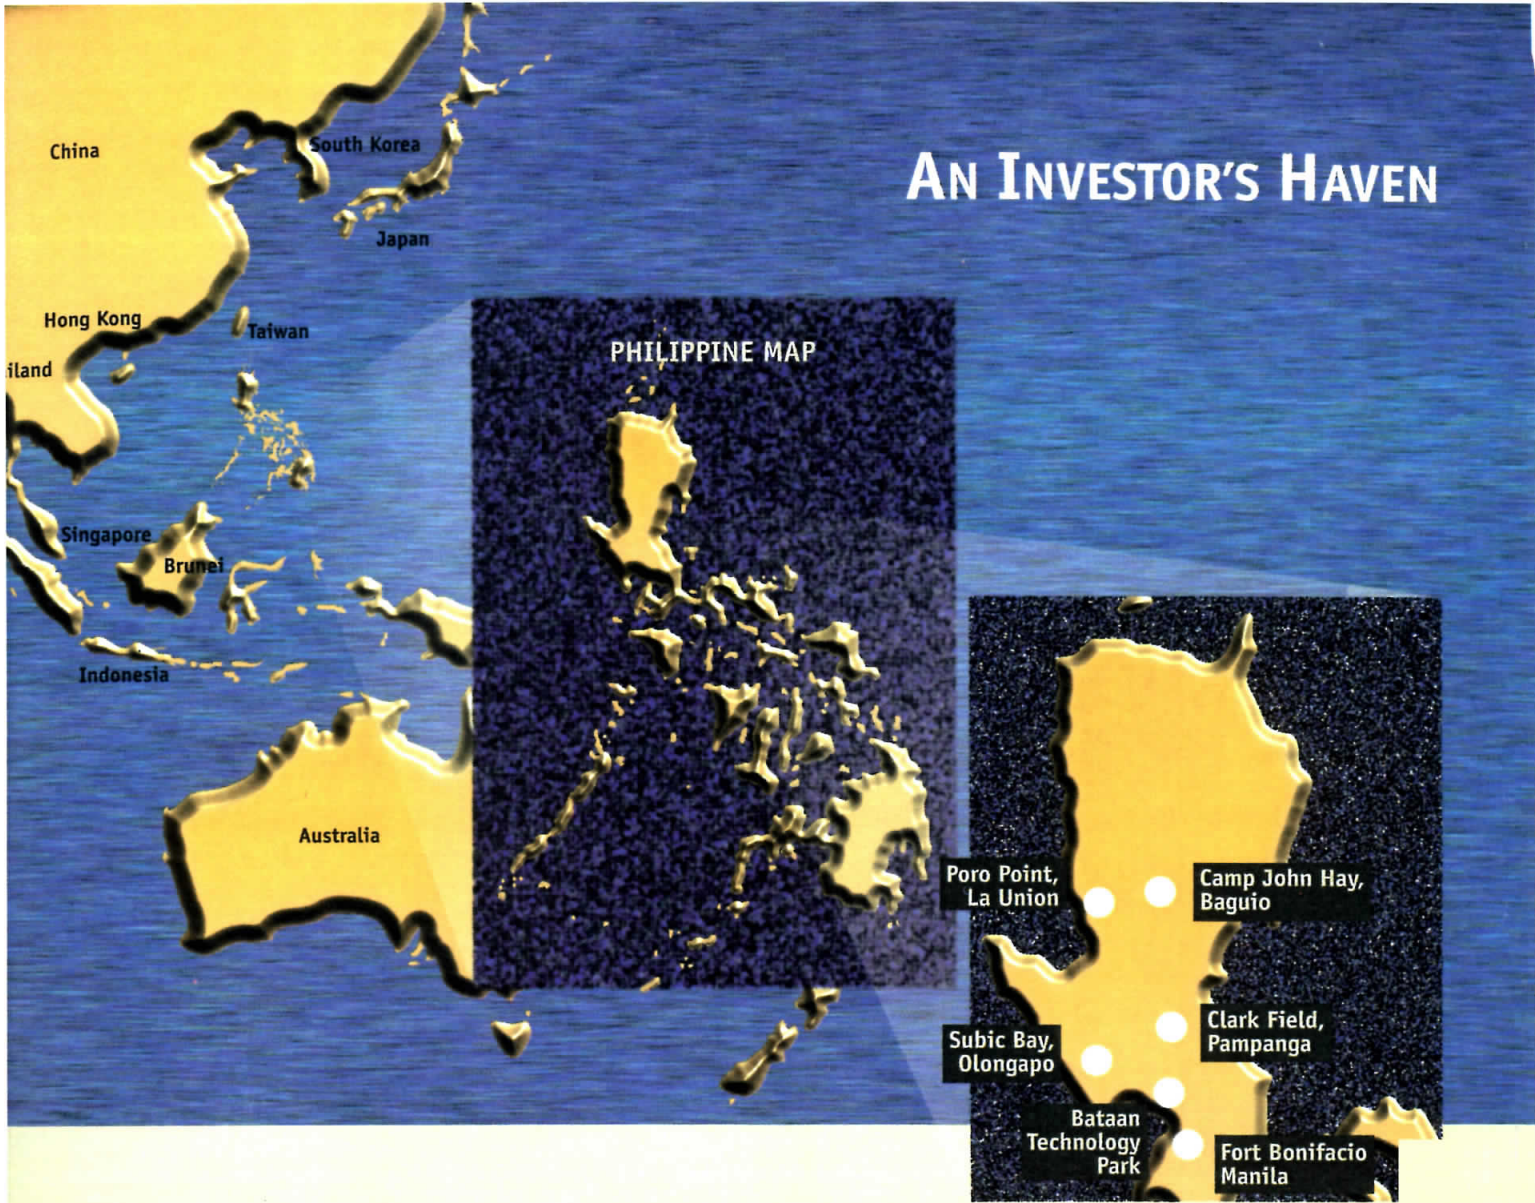 AN INVESTOR'S HAVEN
China
South Korea
Japan
Hong Kong
Taiwan
iland
Singapore
Brunei
Indonesia
Australia
PHILIPPINE MAP
Poro Point,
La Union
Camp John Hay,
Baguio
Clark Field,
Pampanga
Subic Bay,
Olongapo
Bataan
Technology
Park
Fort Bonifacio
Manila